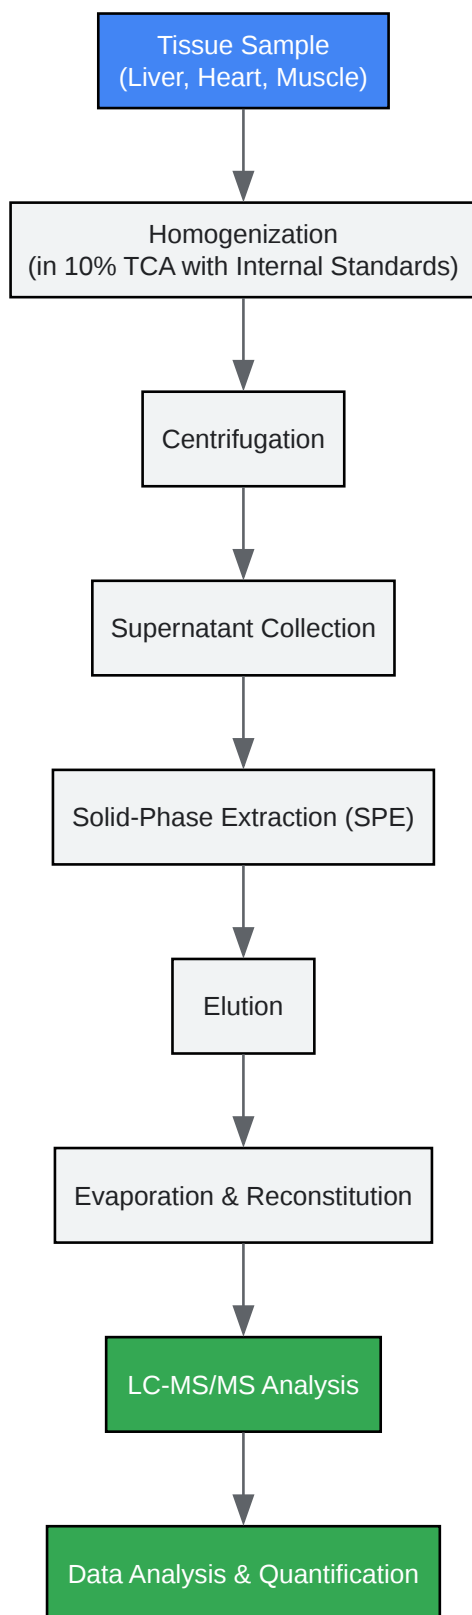 Tissue Sample
(Liver, Heart, Muscle)
Homogenization
(in 10% TCA with Internal Standards)
Centrifugation
Supernatant Collection
Solid-Phase Extraction (SPE)
Elution
Evaporation & Reconstitution
LC-MS/MS Analysis
Data Analysis & Quantification